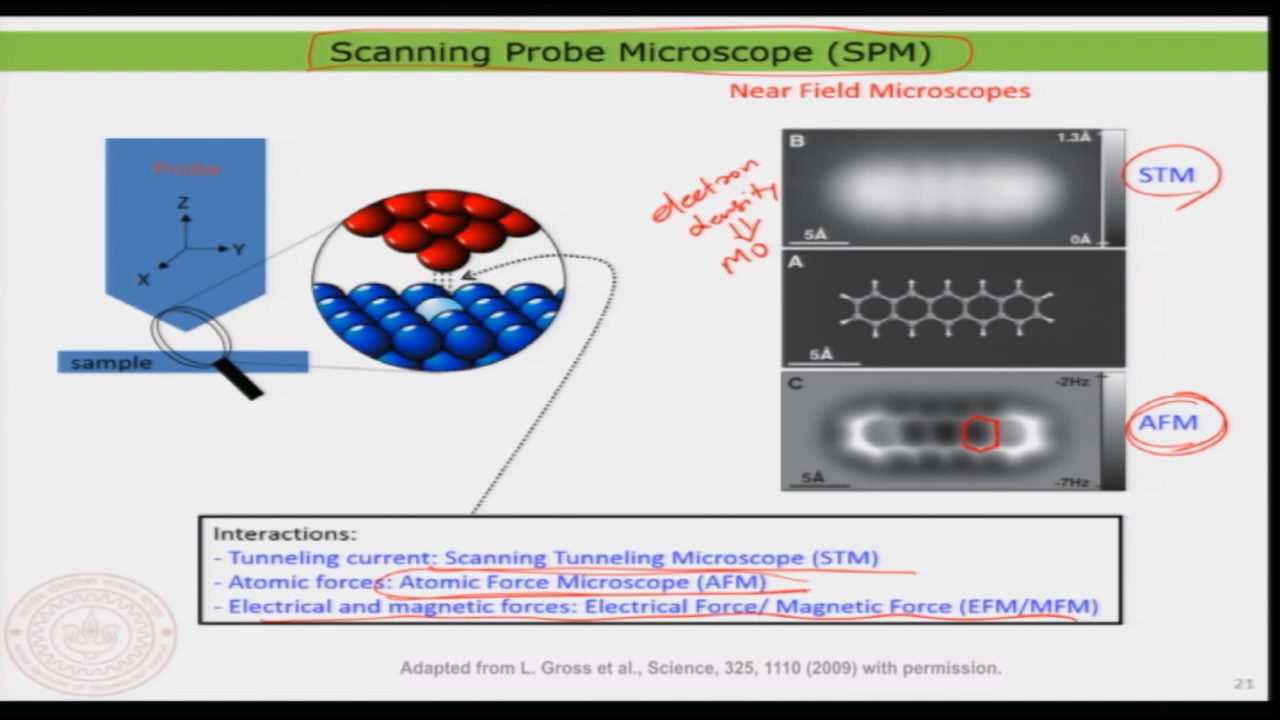 Scanning Probe Microscope (SPM)
Near Field Microscopes
Probe
Z
Y
X
sample
electron
density
MO
B
1.3Å
5Å
0Å
STM
A
5Å
C
-2Hz
5Å
-7Hz
AFM
Interactions:
- Tunneling current: Scanning Tunneling Microscope (STM)
- Atomic forces: Atomic Force Microscope (AFM)
- Electrical and magnetic forces: Electrical Force/ Magnetic Force (EFM/MFM)
Adapted from L. Gross et al., Science, 325, 1110 (2009) with permission.
21